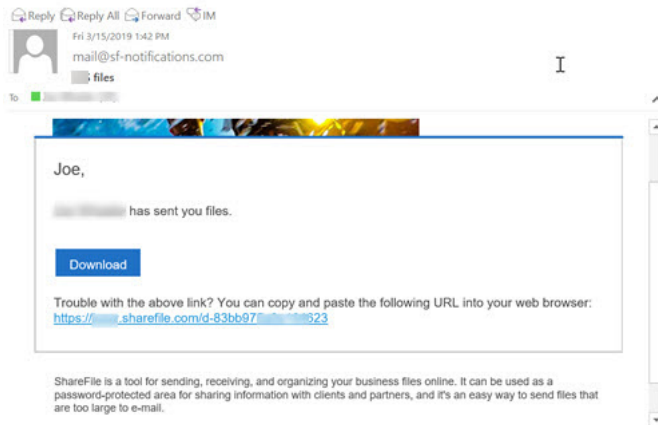 Reply Reply All Forward IM
Fri 3/15/2019 1:42 PM
mail@sf-notifications.com
files
To
Joe,
has sent you files.
Download
Trouble with the above link? You can copy and paste the following URL into your web browser:
https:// .sharefile.com/d-83bb97 623
ShareFile is a tool for sending, receiving, and organizing your business files online. It can be used as a
password-protected area for sharing information with clients and partners, and it's an easy way to send files that
are too large to e-mail.